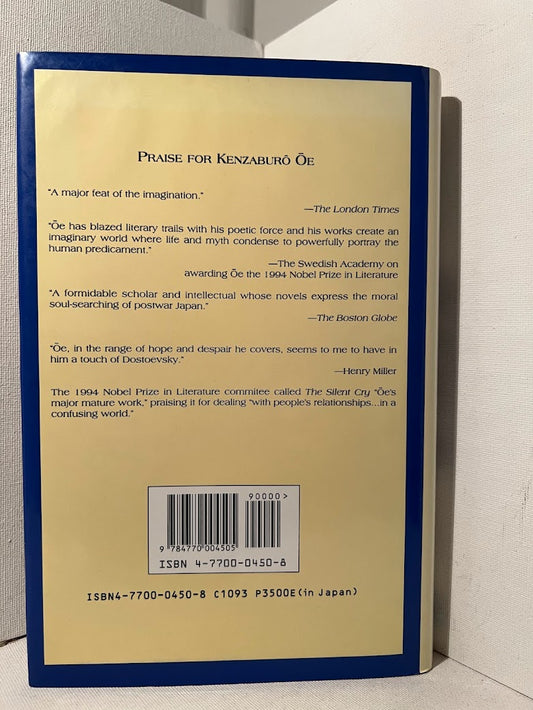 PRAISE FOR KENZABURŌ ŌE
"A major feat of the imagination."
—The London Times
"Ōe has blazed literary trails with his poetic force and his works create an
imaginary world where life and myth condense to powerfully portray the
human predicament."
—The Swedish Academy on
awarding Ōe the 1994 Nobel Prize in Literature
"A formidable scholar and intellectual whose novels express the moral
soul-searching of postwar Japan."
—The Boston Globe
"Ōe, in the range of hope and despair he covers, seems to me to have in
him a touch of Dostoevsky."
—Henry Miller
The 1994 Nobel Prize in Literature commitee called The Silent Cry "Ōe's
major mature work," praising it for dealing "with people's relationships...in a
confusing world."
90000>
9 784770 004505
ISBN 4-7700-0450-8
ISBN4-7700-0450-8 C1093 P3500E(in Japan)